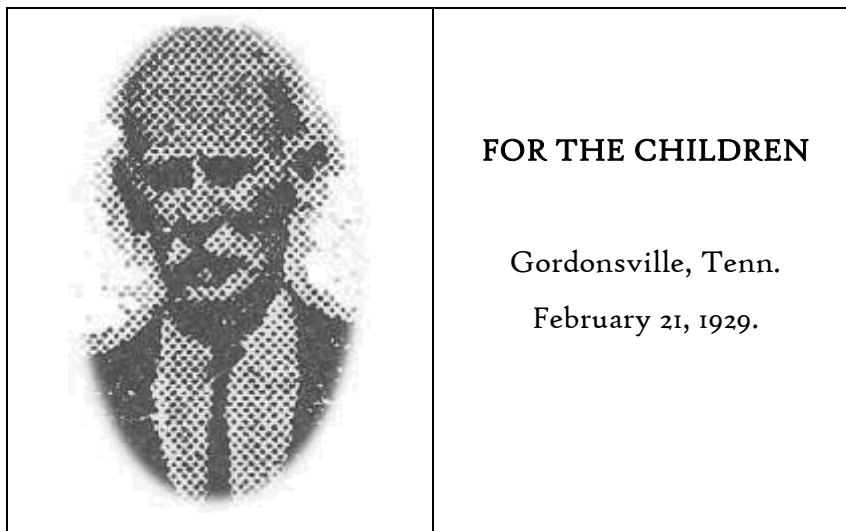 FOR THE CHILDREN
Gordonsville, Tenn.
February 21, 1929.